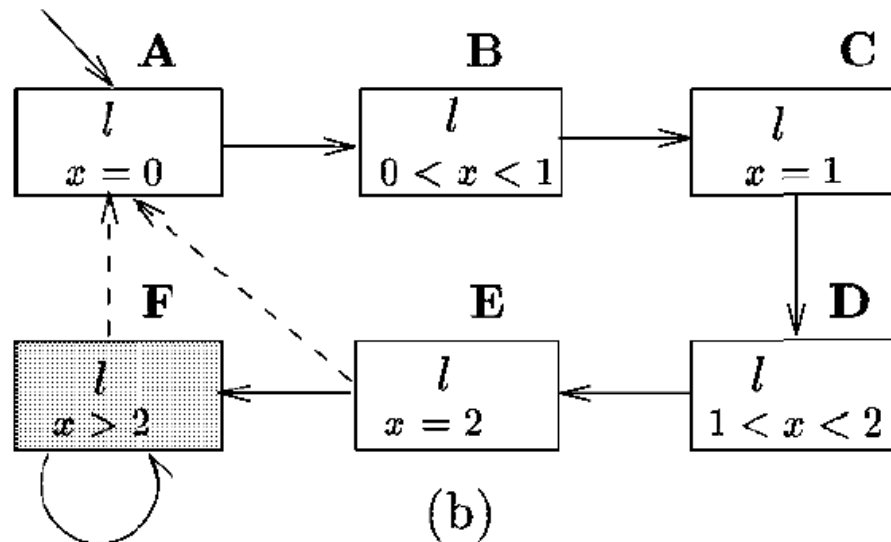 A
l
x = 0
B
l
0 < x < 1
C
l
x = 1
F
l
x > 2
E
l
x = 2
D
l
1 < x < 2
(b)